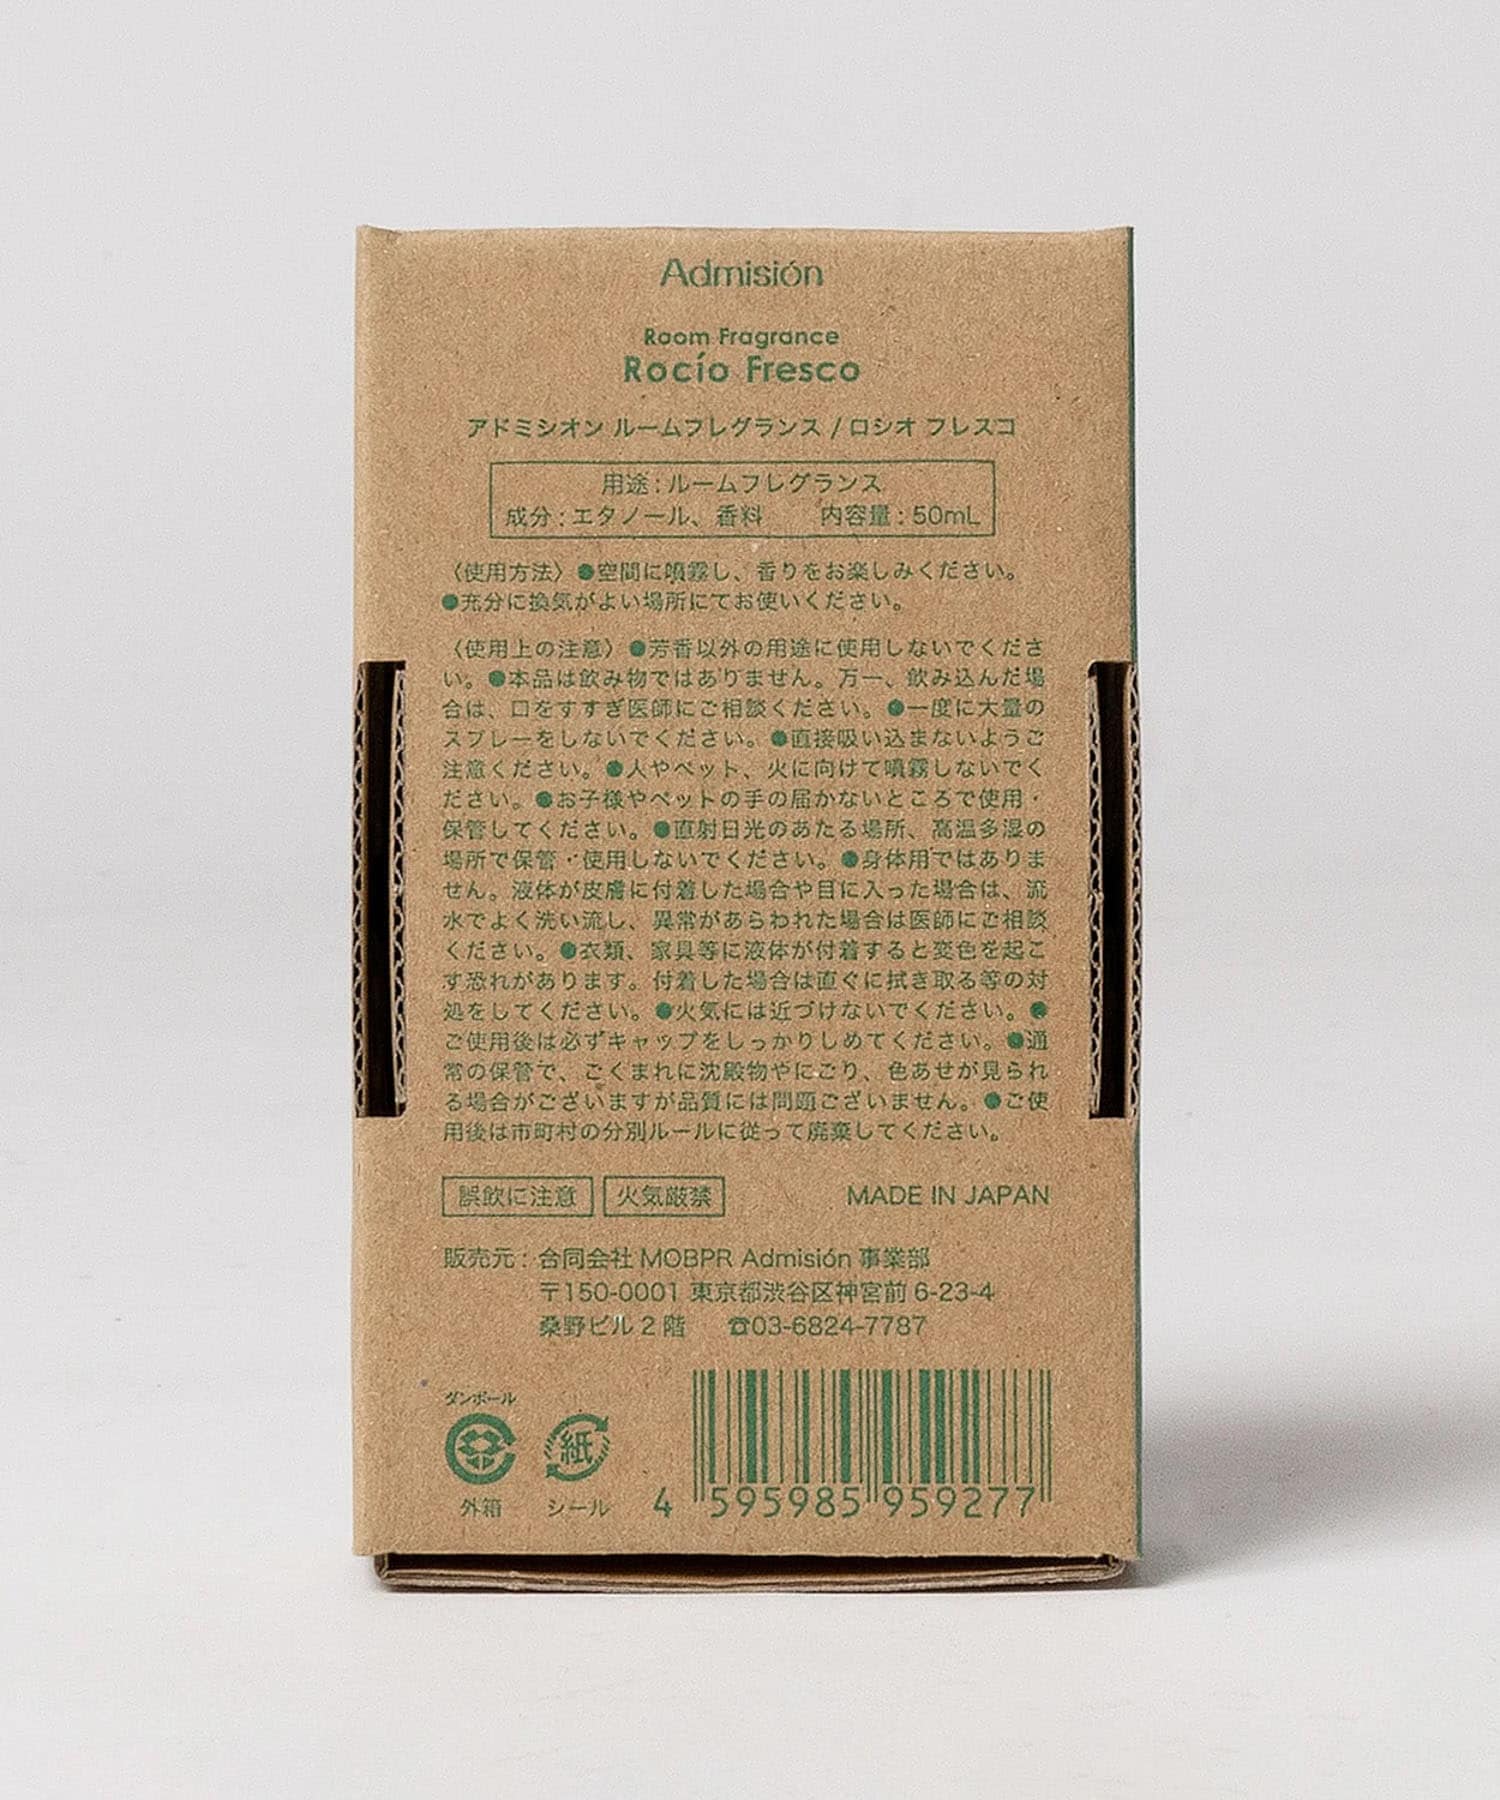 Admisión
Room Fragrance
Rocío Fresco
アドミシオン ルームフレグランス / ロシオ フレスコ
用途 : ルームフレグランス
成分 : エタノール、香料　内容量 : 50mL
〈使用方法〉●空間に噴霧し、香りをお楽しみください。
●充分に換気がよい場所にてお使いください。
〈使用上の注意〉●芳香以外の用途に使用しないでくださ
い。●本品は飲み物ではありません。万一、飲み込んだ場
合は、口をすすぎ医師にご相談ください。●一度に大量の
スプレーをしないでください。●直接吸い込まないようご
注意ください。●人やペット、火に向けて噴霧しないでく
ださい。●お子様やペットの手の届かないところで使用・
保管してください。●直射日光のあたる場所、高温多湿の
場所で保管・使用しないでください。●身体用ではありま
せん。液体が皮膚に付着した場合や目に入った場合は、流
水でよく洗い流し、異常があらわれた場合は医師にご相談
ください。●衣類、家具等に液体が付着すると変色を起こ
す恐れがあります。付着した場合は直ぐに拭き取る等の対
処をしてください。●火気には近づけないでください。●
ご使用後は必ずキャップをしっかりしめてください。●通
常の保管で、ごくまれに沈殿物やにごり、色あせが見られ
る場合がございますが品質には問題ございません。●ご使
用後は市町村の分別ルールに従って廃棄してください。
誤飲に注意　火気厳禁　MADE IN JAPAN
販売元 : 合同会社 MOBPR Admisión 事業部
〒150-0001 東京都渋谷区神宮前 6-23-4
桑野ビル 2 階　☎03-6824-7787
ダンボール
紙
外箱　シール
4 595985 959277